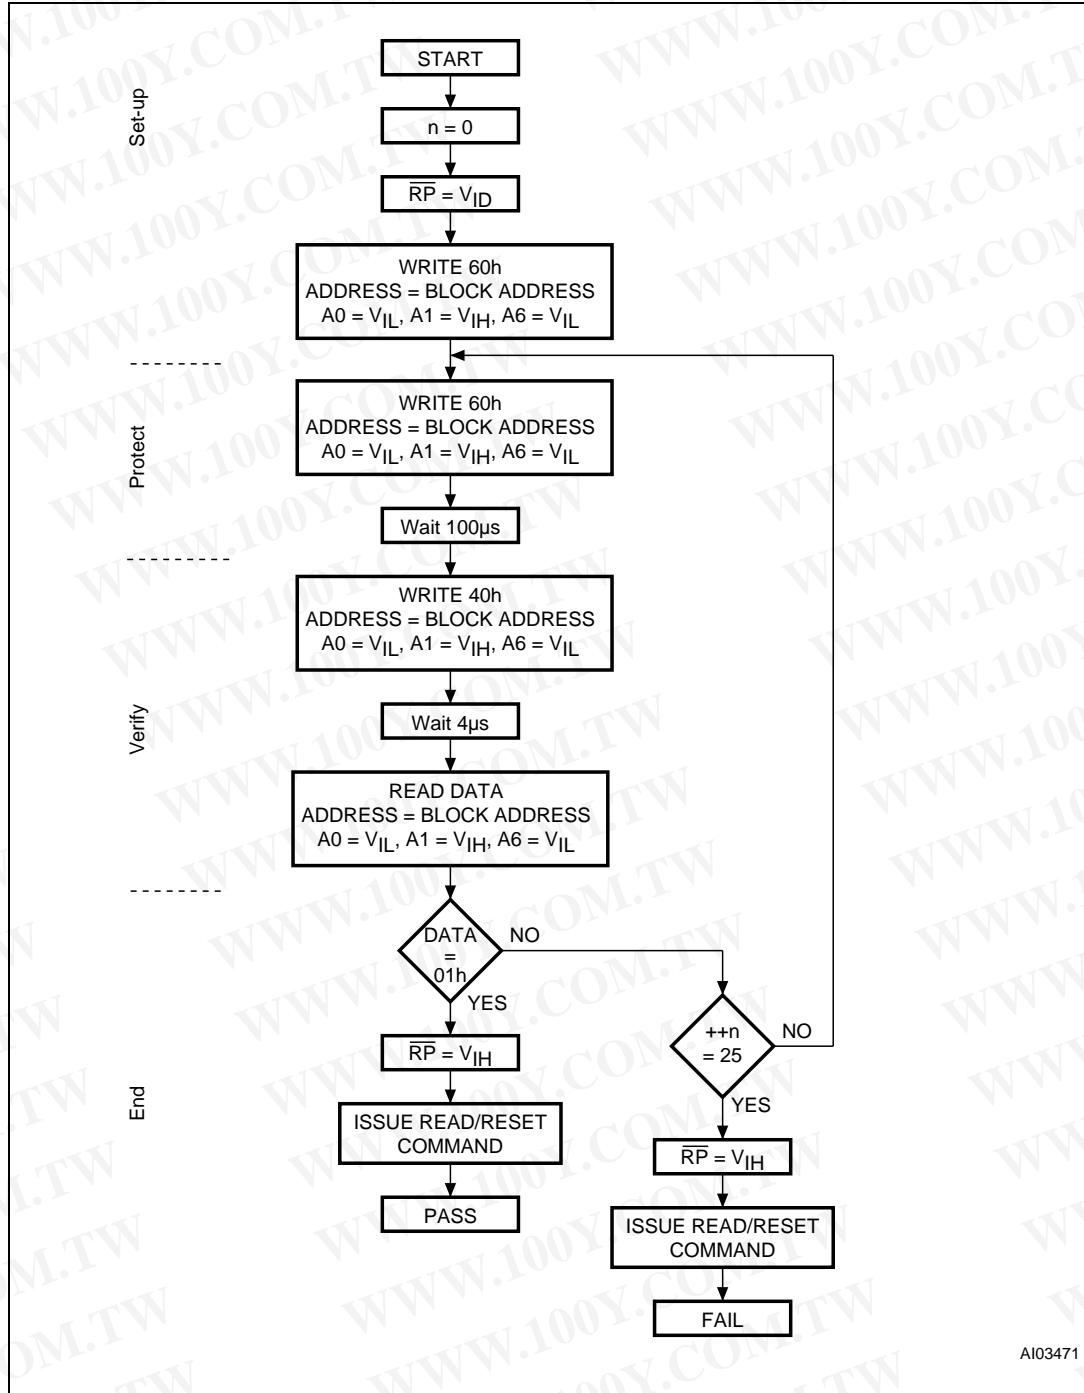 START
Set-up
n = 0
R̅P̅ = VID
WRITE 60h
ADDRESS = BLOCK ADDRESS
A0 = VIL, A1 = VIH, A6 = VIL
Protect
WRITE 60h
ADDRESS = BLOCK ADDRESS
A0 = VIL, A1 = VIH, A6 = VIL
Wait 100µs
WRITE 40h
ADDRESS = BLOCK ADDRESS
A0 = VIL, A1 = VIH, A6 = VIL
Verify
Wait 4µs
READ DATA
ADDRESS = BLOCK ADDRESS
A0 = VIL, A1 = VIH, A6 = VIL
DATA
=
01h
NO
YES
++n
= 25
NO
YES
End
R̅P̅ = VIH
ISSUE READ/RESET
COMMAND
PASS
R̅P̅ = VIH
ISSUE READ/RESET
COMMAND
FAIL
AI03471
WWW.100Y.COM.TW